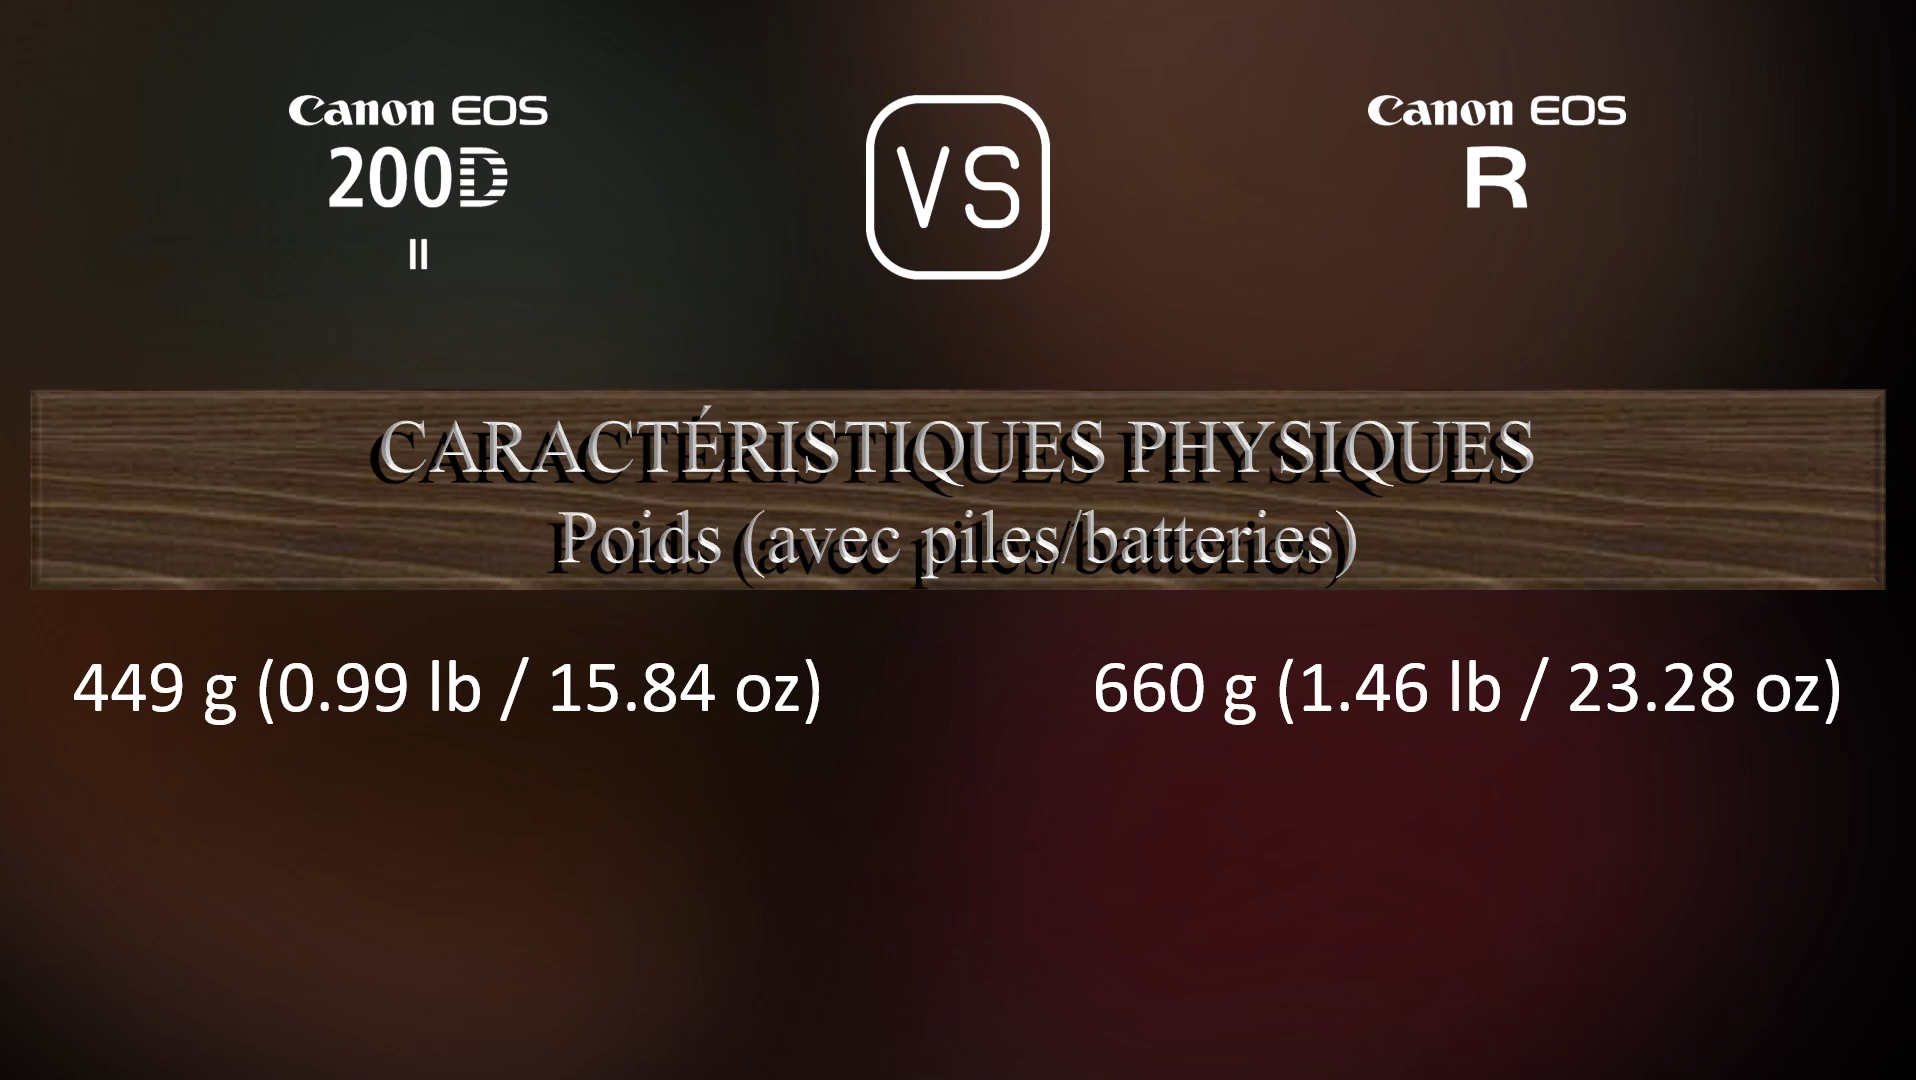 Canon EOS
200D
II
VS
Canon EOS
R
CARACTÉRISTIQUES PHYSIQUES
Poids (avec piles/batteries)
449 g (0.99 lb / 15.84 oz)
660 g (1.46 lb / 23.28 oz)